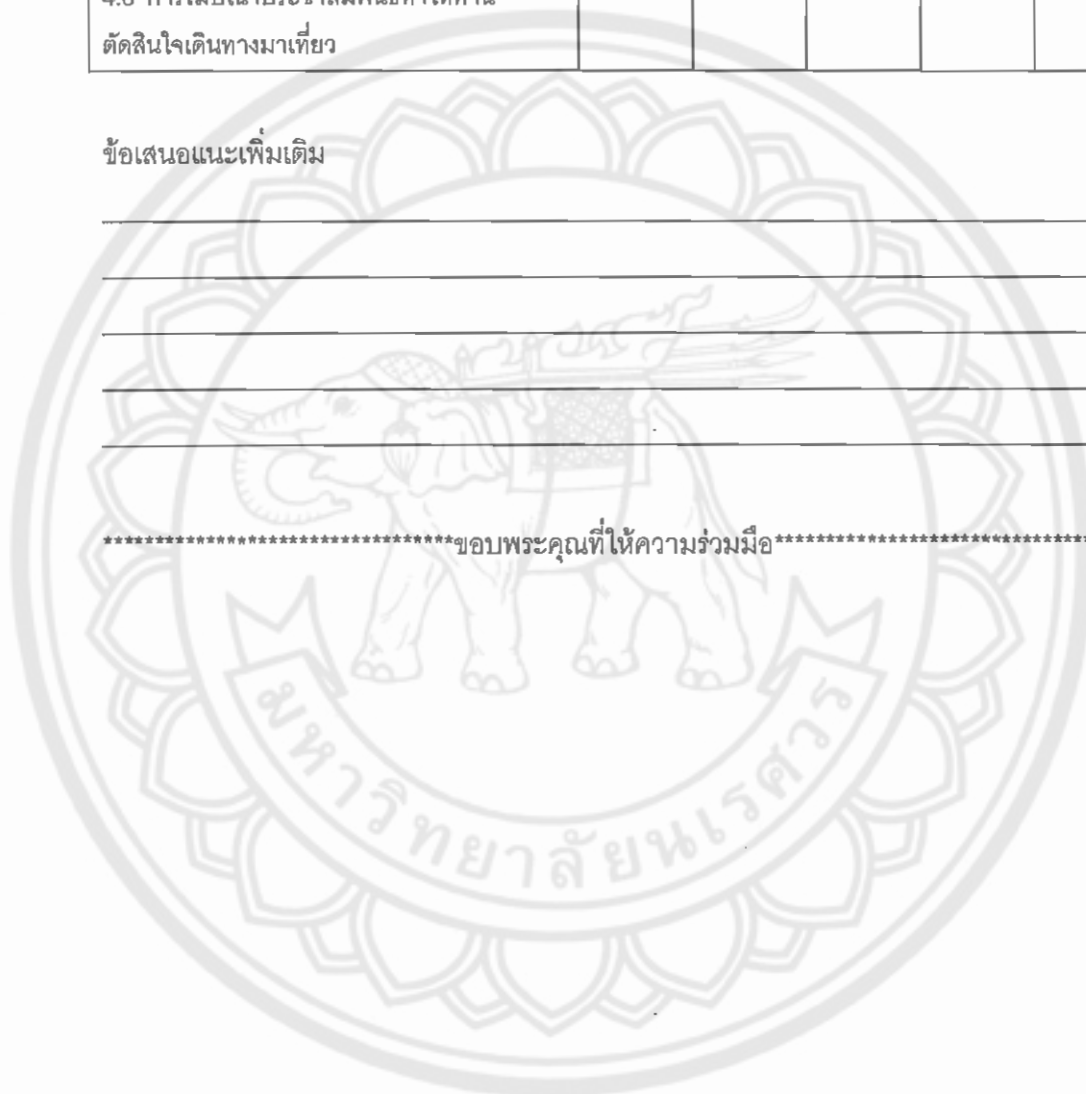 ตัดสินใจเดินทางมาเที่ยว
ข้อเสนอแนะเพิ่มเติม
**********************************ขอบพระคุณที่ให้ความร่วมมือ******************************
มหาวิทยาลัยนเรศวร